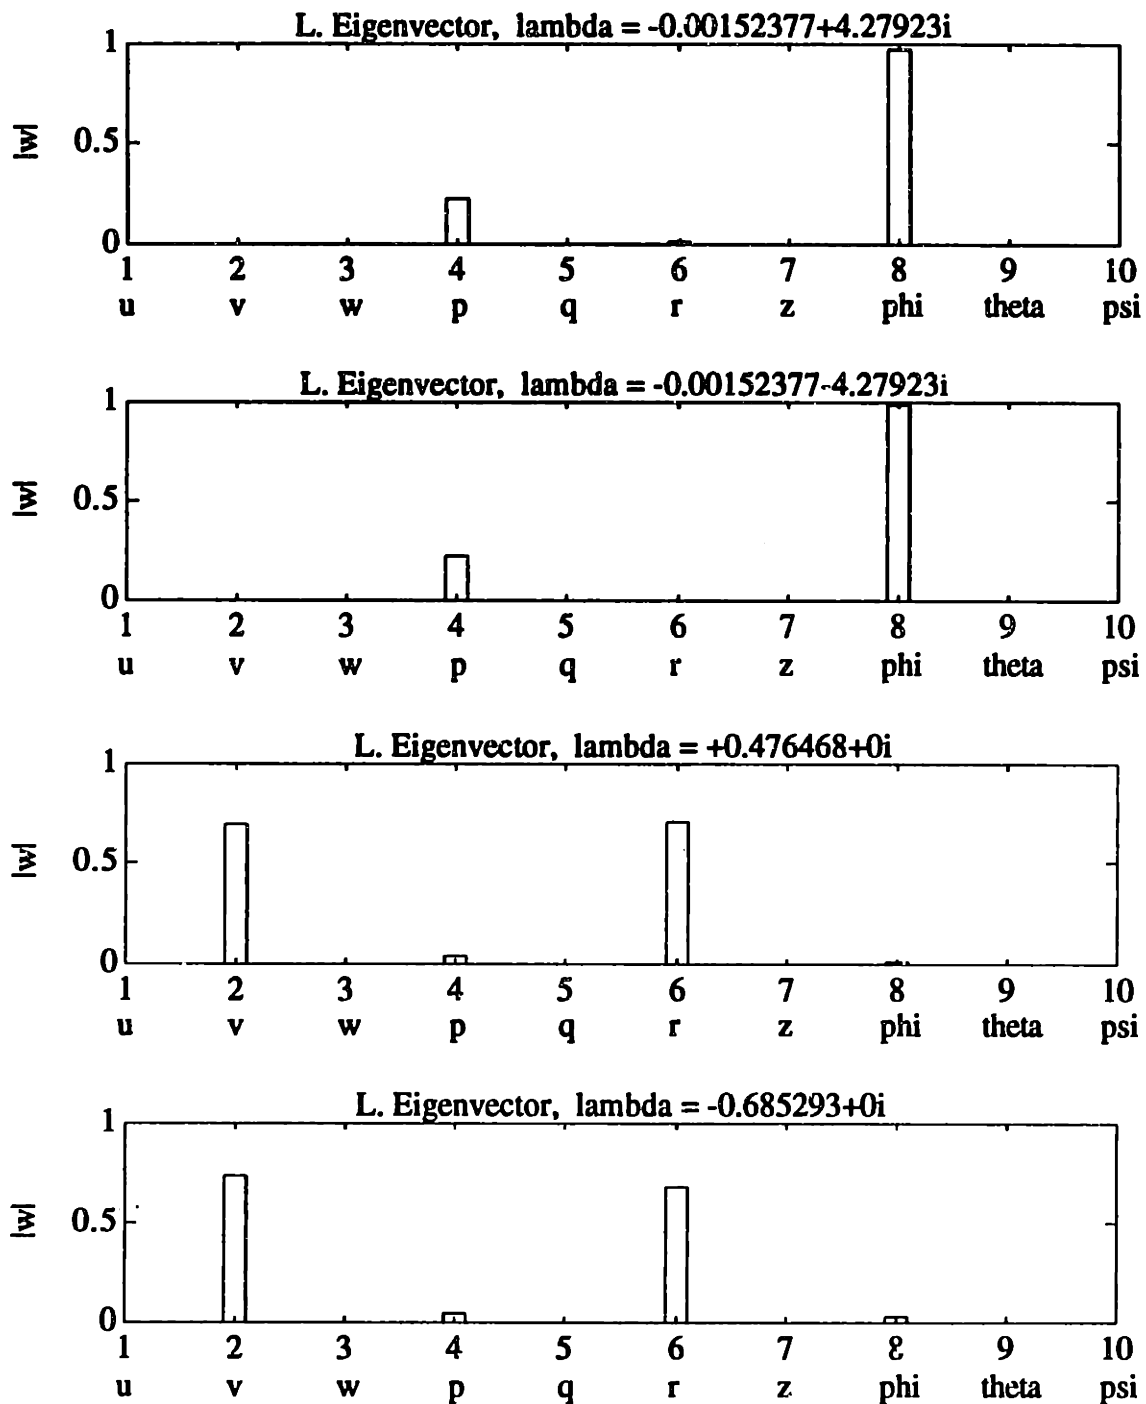 L. Eigenvector, lambda = -0.00152377+4.27923i
1
0.5
0
|w|
1 2 3 4 5 6 7 8 9 10
u v w p q r z phi theta psi
L. Eigenvector, lambda = -0.00152377-4.27923i
1
0.5
0
|w|
1 2 3 4 5 6 7 8 9 10
u v w p q r z phi theta psi
L. Eigenvector, lambda = +0.476468+0i
1
0.5
0
|w|
1 2 3 4 5 6 7 8 9 10
u v w p q r z phi theta psi
L. Eigenvector, lambda = -0.685293+0i
1
0.5
0
|w|
1 2 3 4 5 6 7 8 9 10
u v w p q r z phi theta psi